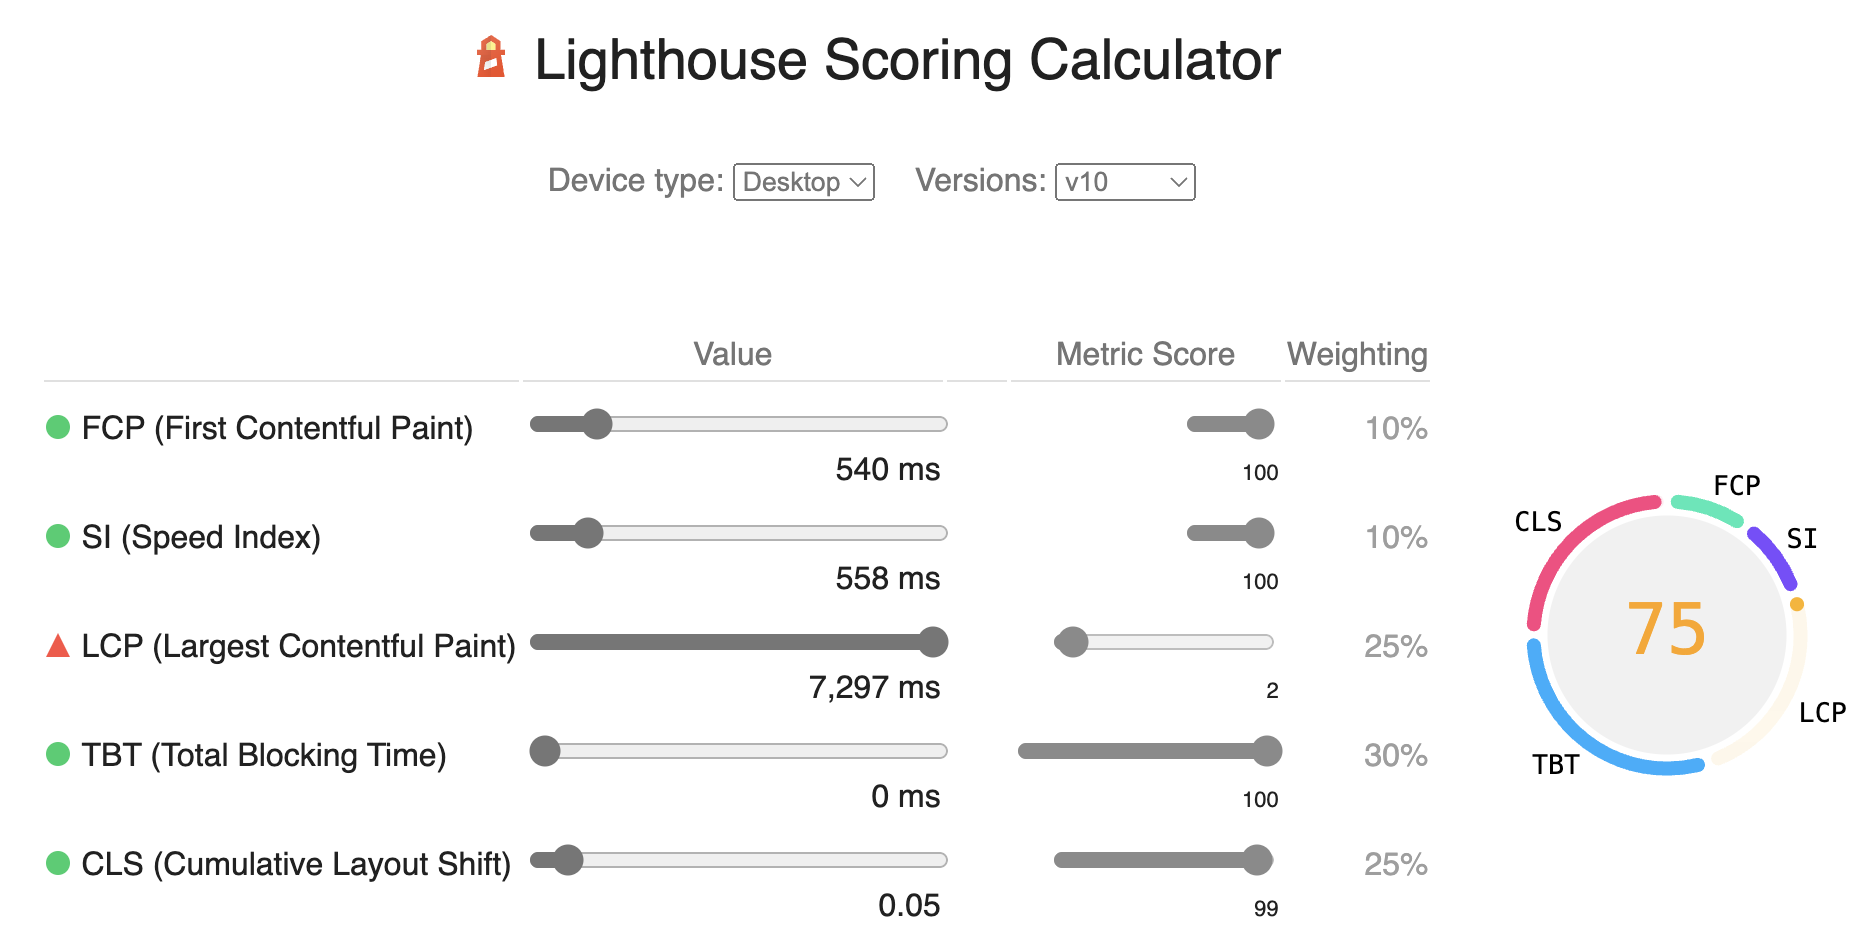 Lighthouse Scoring Calculator
Device type: Desktop Versions: v10
Value Metric Score Weighting
FCP (First Contentful Paint) 10%
540 ms 100
SI (Speed Index) 10%
558 ms 100
LCP (Largest Contentful Paint) 25%
7,297 ms 2
TBT (Total Blocking Time) 30%
0 ms 100
CLS (Cumulative Layout Shift) 25%
0.05 99
FCP
CLS
SI
75
LCP
TBT